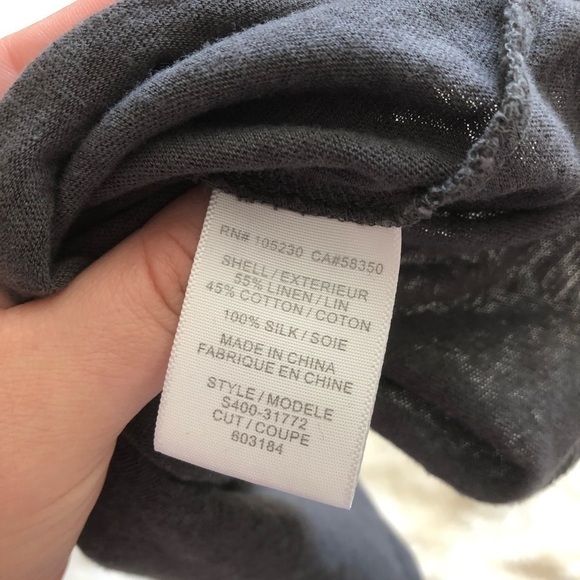 RN# 105230 CA#58350
SHELL / EXTERIEUR
55% LINEN / LIN
45% COTTON / COTON
100% SILK / SOIE
MADE IN CHINA
FABRIQUE EN CHINE
STYLE / MODELE
S400-31772
CUT / COUPE
603184